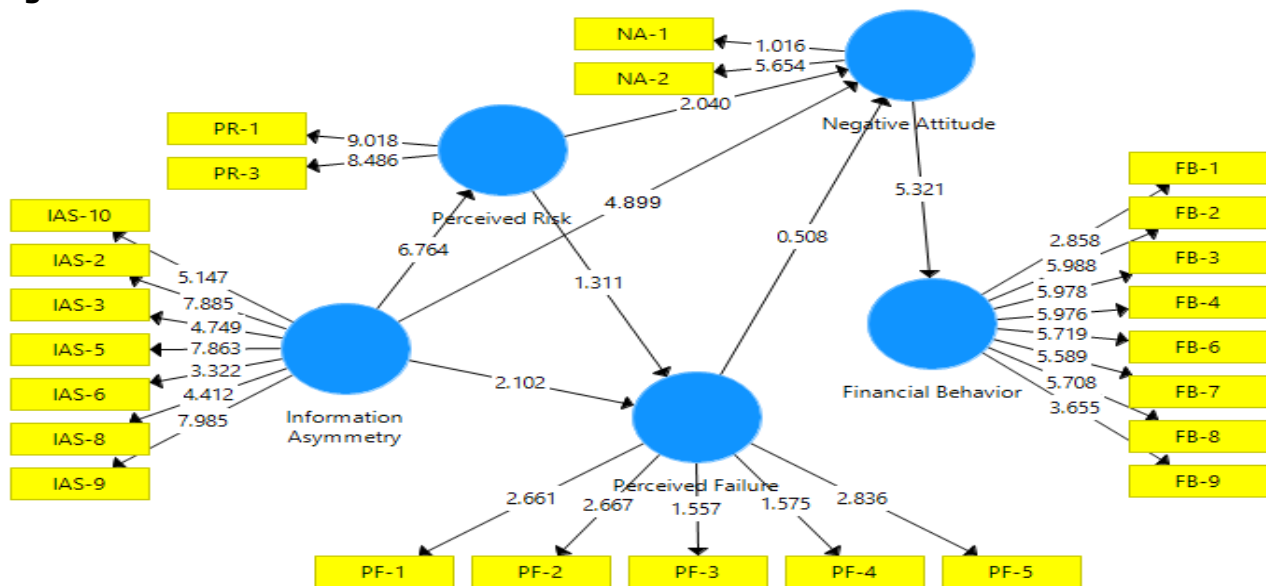 NA-1
1.016
NA-2
5.654
2.040
Negative Attitude
PR-1
9.018
PR-3
8.486
Perceived Risk
4.899
5.321
FB-1
FB-2
FB-3
FB-4
FB-6
FB-7
FB-8
FB-9
2.858
5.988
5.978
5.976
5.719
5.589
5.708
3.655
Financial Behavior
IAS-10
IAS-2
IAS-3
IAS-5
IAS-6
IAS-8
IAS-9
5.147
7.885
4.749
7.863
3.322
4.412
7.985
6.764
1.311
0.508
2.102
Information
Asymmetry
Perceived Failure
2.661
2.667
1.557
1.575
2.836
PF-1
PF-2
PF-3
PF-4
PF-5